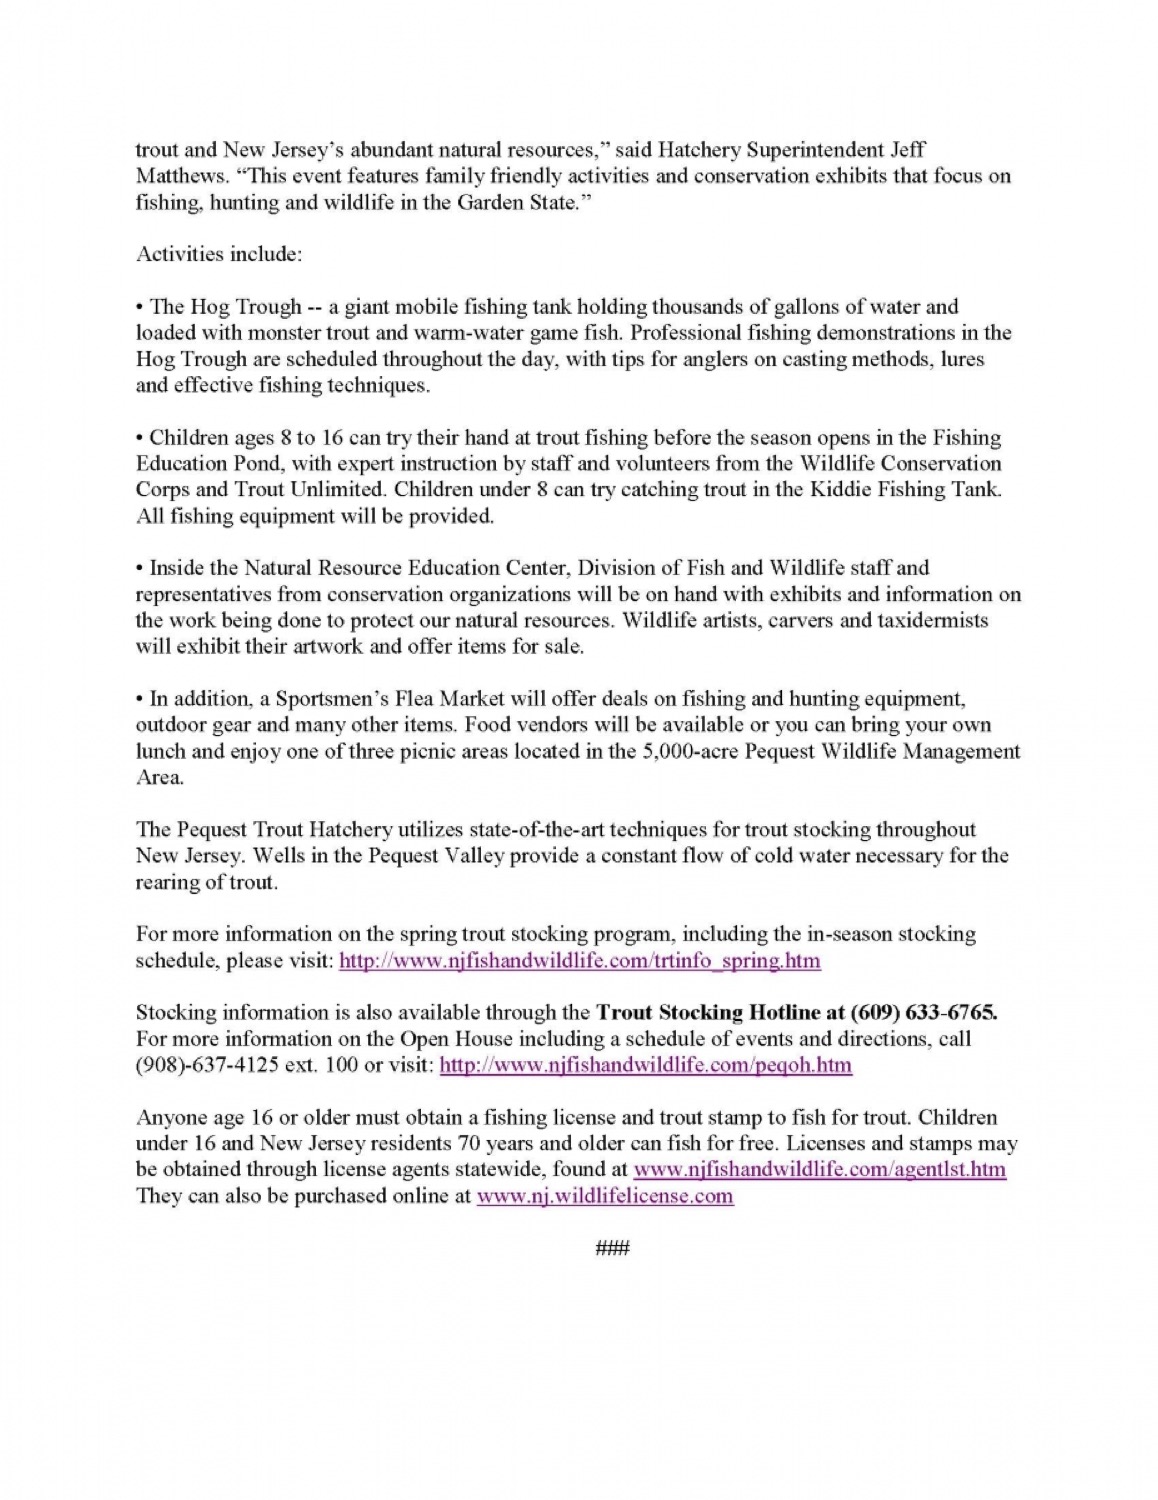 trout and New Jersey’s abundant natural resources,” said Hatchery Superintendent Jeff
Matthews. “This event features family friendly activities and conservation exhibits that focus on
fishing, hunting and wildlife in the Garden State.”
Activities include:
• The Hog Trough -- a giant mobile fishing tank holding thousands of gallons of water and
loaded with monster trout and warm-water game fish. Professional fishing demonstrations in the
Hog Trough are scheduled throughout the day, with tips for anglers on casting methods, lures
and effective fishing techniques.
• Children ages 8 to 16 can try their hand at trout fishing before the season opens in the Fishing
Education Pond, with expert instruction by staff and volunteers from the Wildlife Conservation
Corps and Trout Unlimited. Children under 8 can try catching trout in the Kiddie Fishing Tank.
All fishing equipment will be provided.
• Inside the Natural Resource Education Center, Division of Fish and Wildlife staff and
representatives from conservation organizations will be on hand with exhibits and information on
the work being done to protect our natural resources. Wildlife artists, carvers and taxidermists
will exhibit their artwork and offer items for sale.
• In addition, a Sportsmen’s Flea Market will offer deals on fishing and hunting equipment,
outdoor gear and many other items. Food vendors will be available or you can bring your own
lunch and enjoy one of three picnic areas located in the 5,000-acre Pequest Wildlife Management
Area.
The Pequest Trout Hatchery utilizes state-of-the-art techniques for trout stocking throughout
New Jersey. Wells in the Pequest Valley provide a constant flow of cold water necessary for the
rearing of trout.
For more information on the spring trout stocking program, including the in-season stocking
schedule, please visit: http://www.njfishandwildlife.com/trtinfo_spring.htm
Stocking information is also available through the Trout Stocking Hotline at (609) 633-6765.
For more information on the Open House including a schedule of events and directions, call
(908)-637-4125 ext. 100 or visit: http://www.njfishandwildlife.com/peqoh.htm
Anyone age 16 or older must obtain a fishing license and trout stamp to fish for trout. Children
under 16 and New Jersey residents 70 years and older can fish for free. Licenses and stamps may
be obtained through license agents statewide, found at www.njfishandwildlife.com/agentlst.htm
They can also be purchased online at www.nj.wildlifelicense.com
###